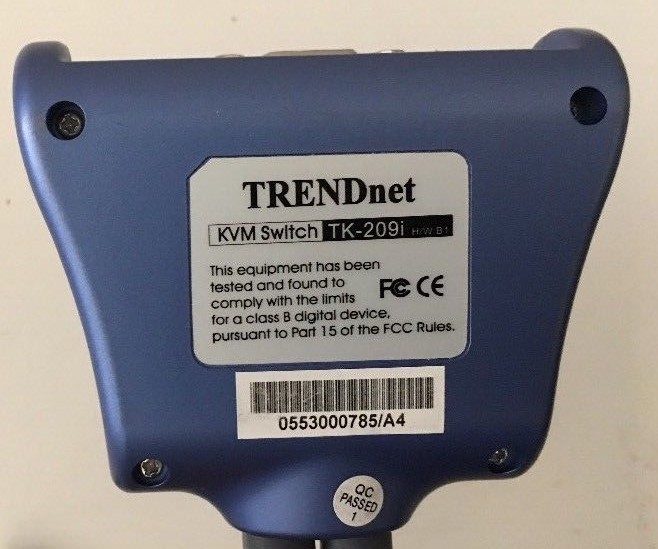 TRENDnet
KVM Switch TK-209i H/W B1
This equipment has been
tested and found to
comply with the limits
FC CE
for a class B digital device,
pursuant to Part 15 of the FCC Rules.
0553000785/A4
QC
PASSED
1